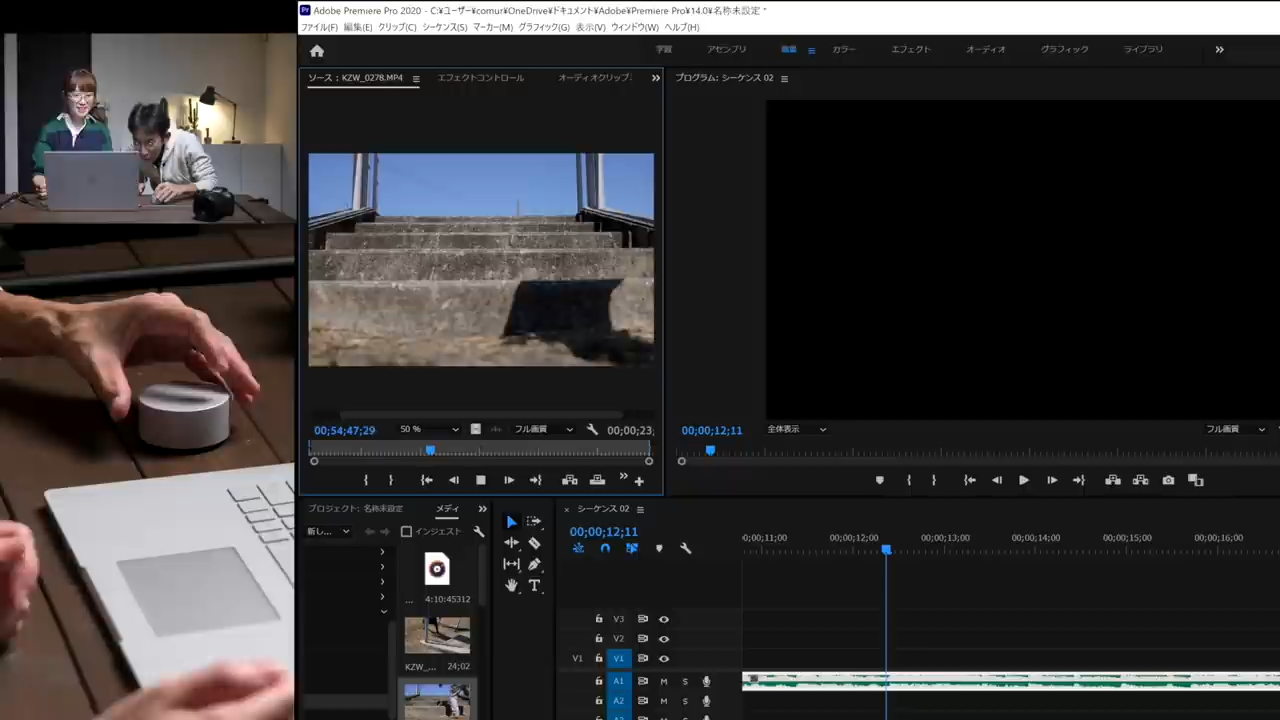 Pr Adobe Premiere Pro 2020 - C:¥ユーザー¥comur¥OneDrive¥ドキュメント¥Adobe¥Premiere Pro¥14.0¥名称未設定 *
ファイル(F) 編集(E) クリップ(C) シーケンス(S) マーカー(M) グラフィック(G) 表示(V) ウィンドウ(W) ヘルプ(H)
学習 アセンブリ 編集 カラー エフェクト オーディオ グラフィック ライブラリ
ソース : KZW_0278.MP4 エフェクトコントロール オーディオクリップ
プログラム: シーケンス 02
00;54;47;29 50 % フル画質 00;00;23;
00;00;12;11 全体表示 フル画質
プロジェクト: 名称未設定 メディ
新し... インジェスト
... 4:10:45312
KZW_... 24;02
× シーケンス 02
00;00;12;11
0;00;11;00 00;00;12;00 00;00;13;00 00;00;14;00 00;00;15;00 00;00;16;00
V3
V2
V1 V1
A1 M S
A2 M S